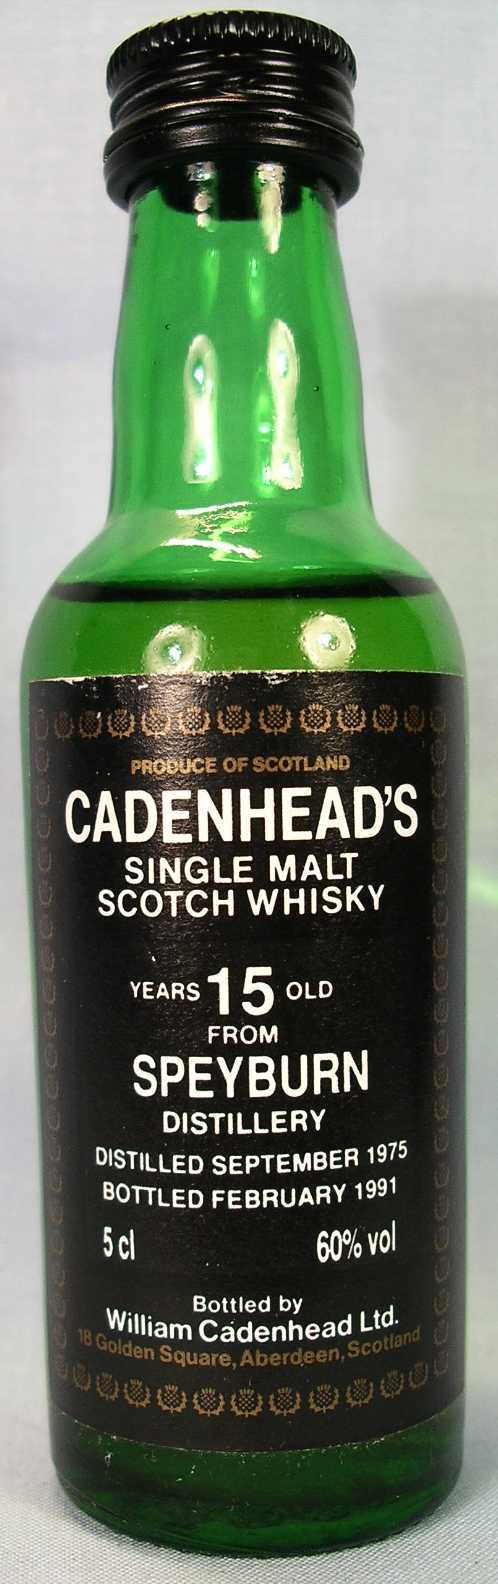 PRODUCE OF SCOTLAND
CADENHEAD'S
SINGLE MALT
SCOTCH WHISKY
YEARS 15 OLD
FROM
SPEYBURN
DISTILLERY
DISTILLED SEPTEMBER 1975
BOTTLED FEBRUARY 1991
5 cl 60% vol
Bottled by
William Cadenhead Ltd.
18 Golden Square, Aberdeen, Scotland